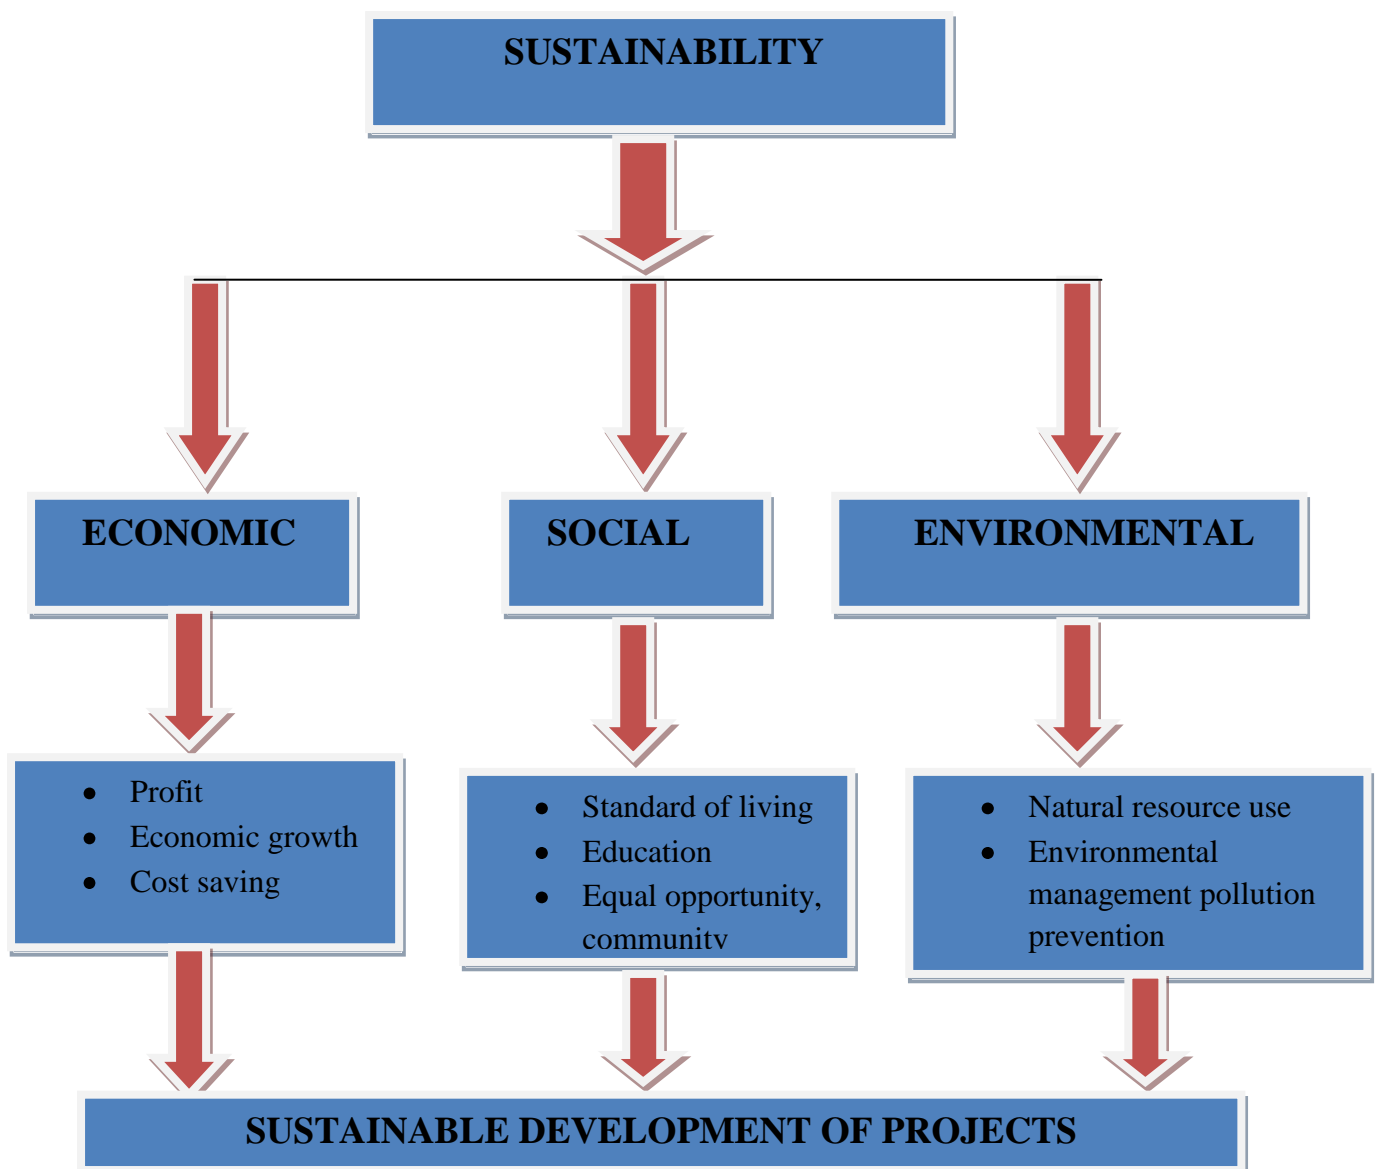 SUSTAINABILITY
ECONOMIC
SOCIAL
ENVIRONMENTAL
• Profit
• Economic growth
• Cost saving
• Standard of living
• Education
• Equal opportunity,
community
• Natural resource use
• Environmental
management pollution
prevention
SUSTAINABLE DEVELOPMENT OF PROJECTS